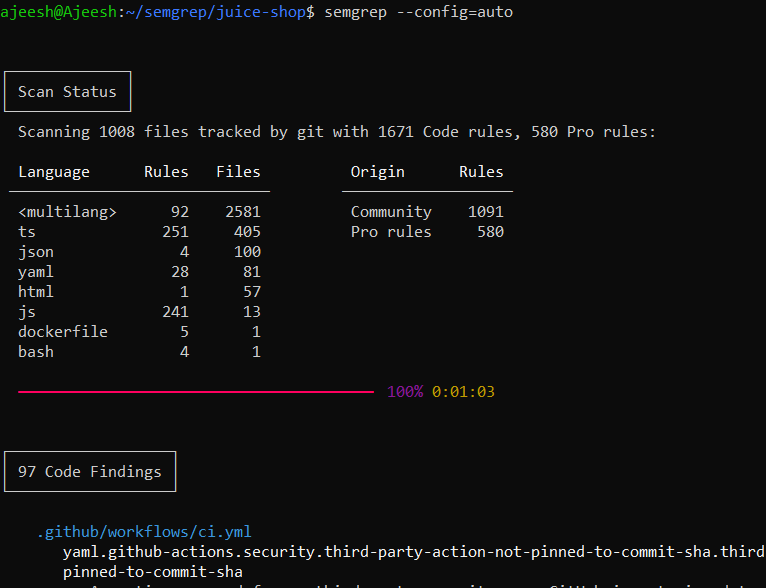 ajeesh@Ajeesh:~/semgrep/juice-shop$ semgrep --config=auto
Scan Status
Scanning 1008 files tracked by git with 1671 Code rules, 580 Pro rules:
Language Rules Files Origin Rules
<multilang> 92 2581 Community 1091
ts 251 405 Pro rules 580
json 4 100
yaml 28 81
html 1 57
js 241 13
dockerfile 5 1
bash 4 1
100% 0:01:03
97 Code Findings
.github/workflows/ci.yml
yaml.github-actions.security.third-party-action-not-pinned-to-commit-sha.third
pinned-to-commit-sha